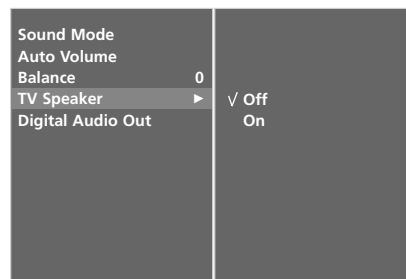 Sound Mode
Auto Volume
Balance 0
TV Speaker ►
Digital Audio Out
√ Off
On